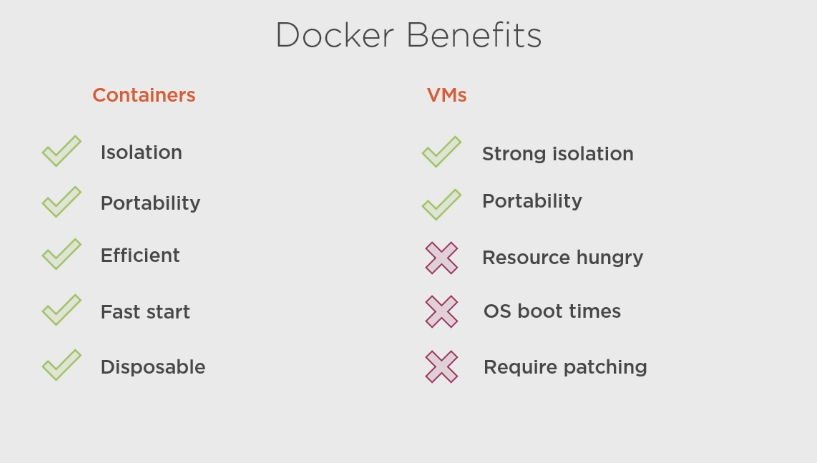 Docker Benefits
Containers
Isolation
Portability
Efficient
Fast start
Disposable
VMs
Strong isolation
Portability
Resource hungry
OS boot times
Require patching